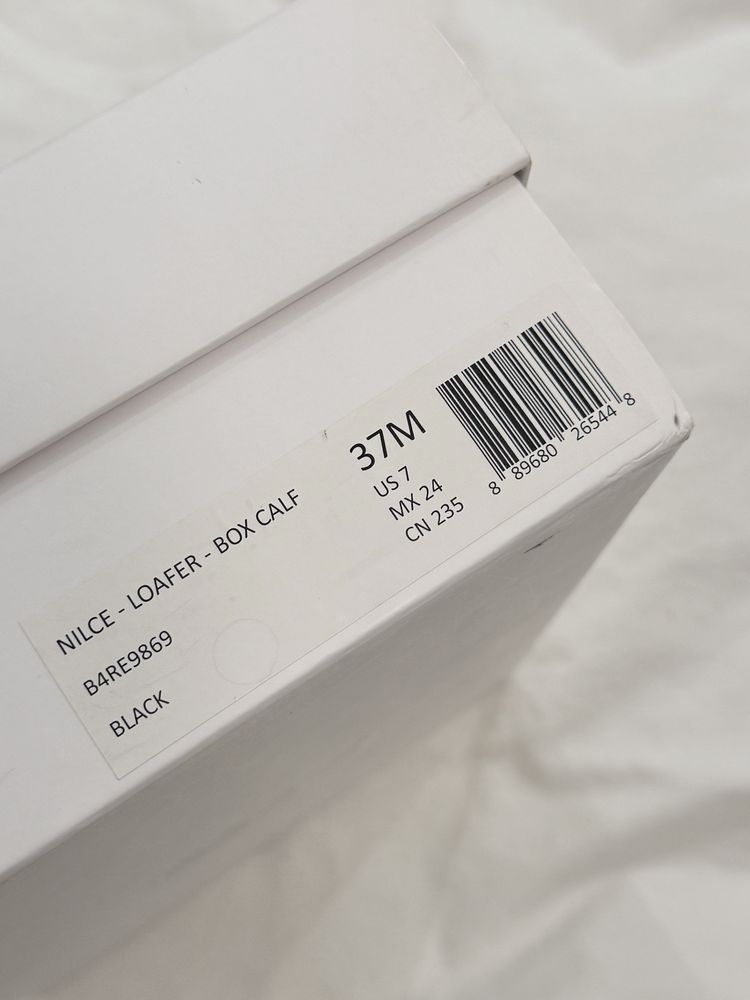 NILCE - LOAFER - BOX CALF
B4RE9869
BLACK
37M
US 7
MX 24
CN 235
8 89680 26544 8